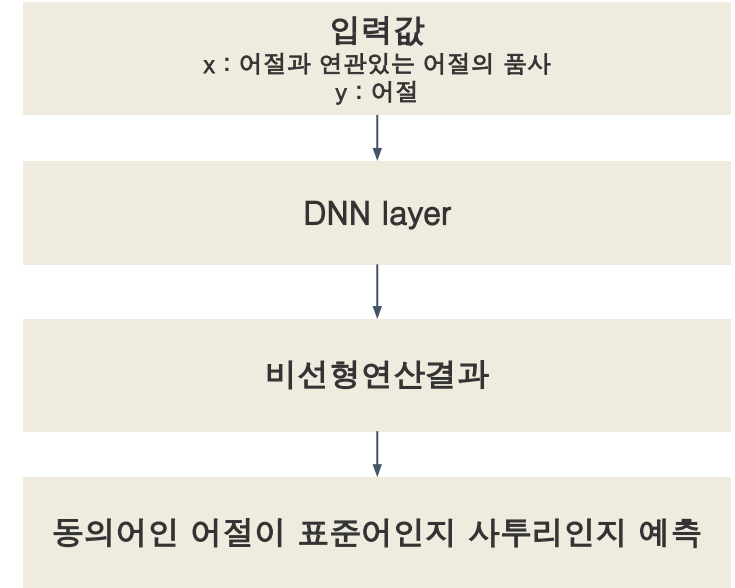 입력값
x : 어절과 연관있는 어절의 품사
y : 어절
DNN layer
비선형연산결과
동의어인 어절이 표준어인지 사투리인지 예측